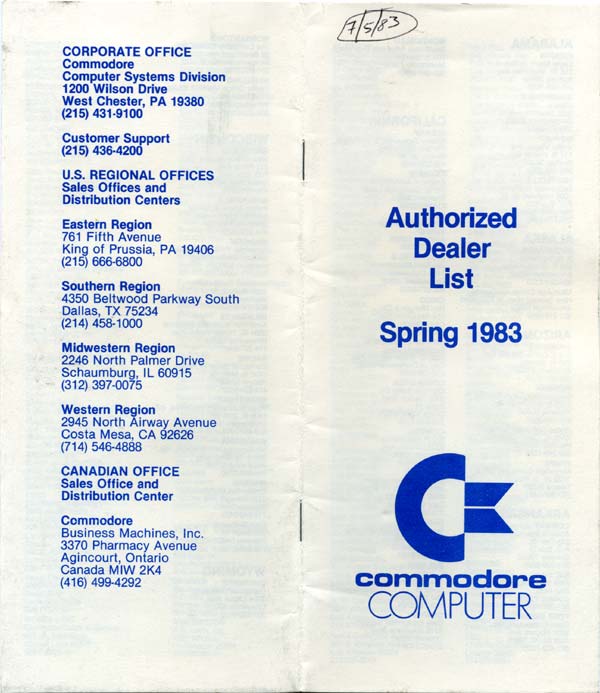 CORPORATE OFFICE
Commodore
Computer Systems Division
1200 Wilson Drive
West Chester, PA 19380
(215) 431-9100
Customer Support
(215) 436-4200
U.S. REGIONAL OFFICES
Sales Offices and
Distribution Centers
Eastern Region
761 Fifth Avenue
King of Prussia, PA 19406
(215) 666-6800
Southern Region
4350 Beltwood Parkway South
Dallas, TX 75234
(214) 458-1000
Midwestern Region
2246 North Palmer Drive
Schaumburg, IL 60915
(312) 397-0075
Western Region
2945 North Airway Avenue
Costa Mesa, CA 92626
(714) 546-4888
CANADIAN OFFICE
Sales Office and
Distribution Center
Commodore
Business Machines, Inc.
3370 Pharmacy Avenue
Agincourt, Ontario
Canada MIW 2K4
(416) 499-4292
7/5/83
Authorized
Dealer
List
Spring 1983
commodore
COMPUTER